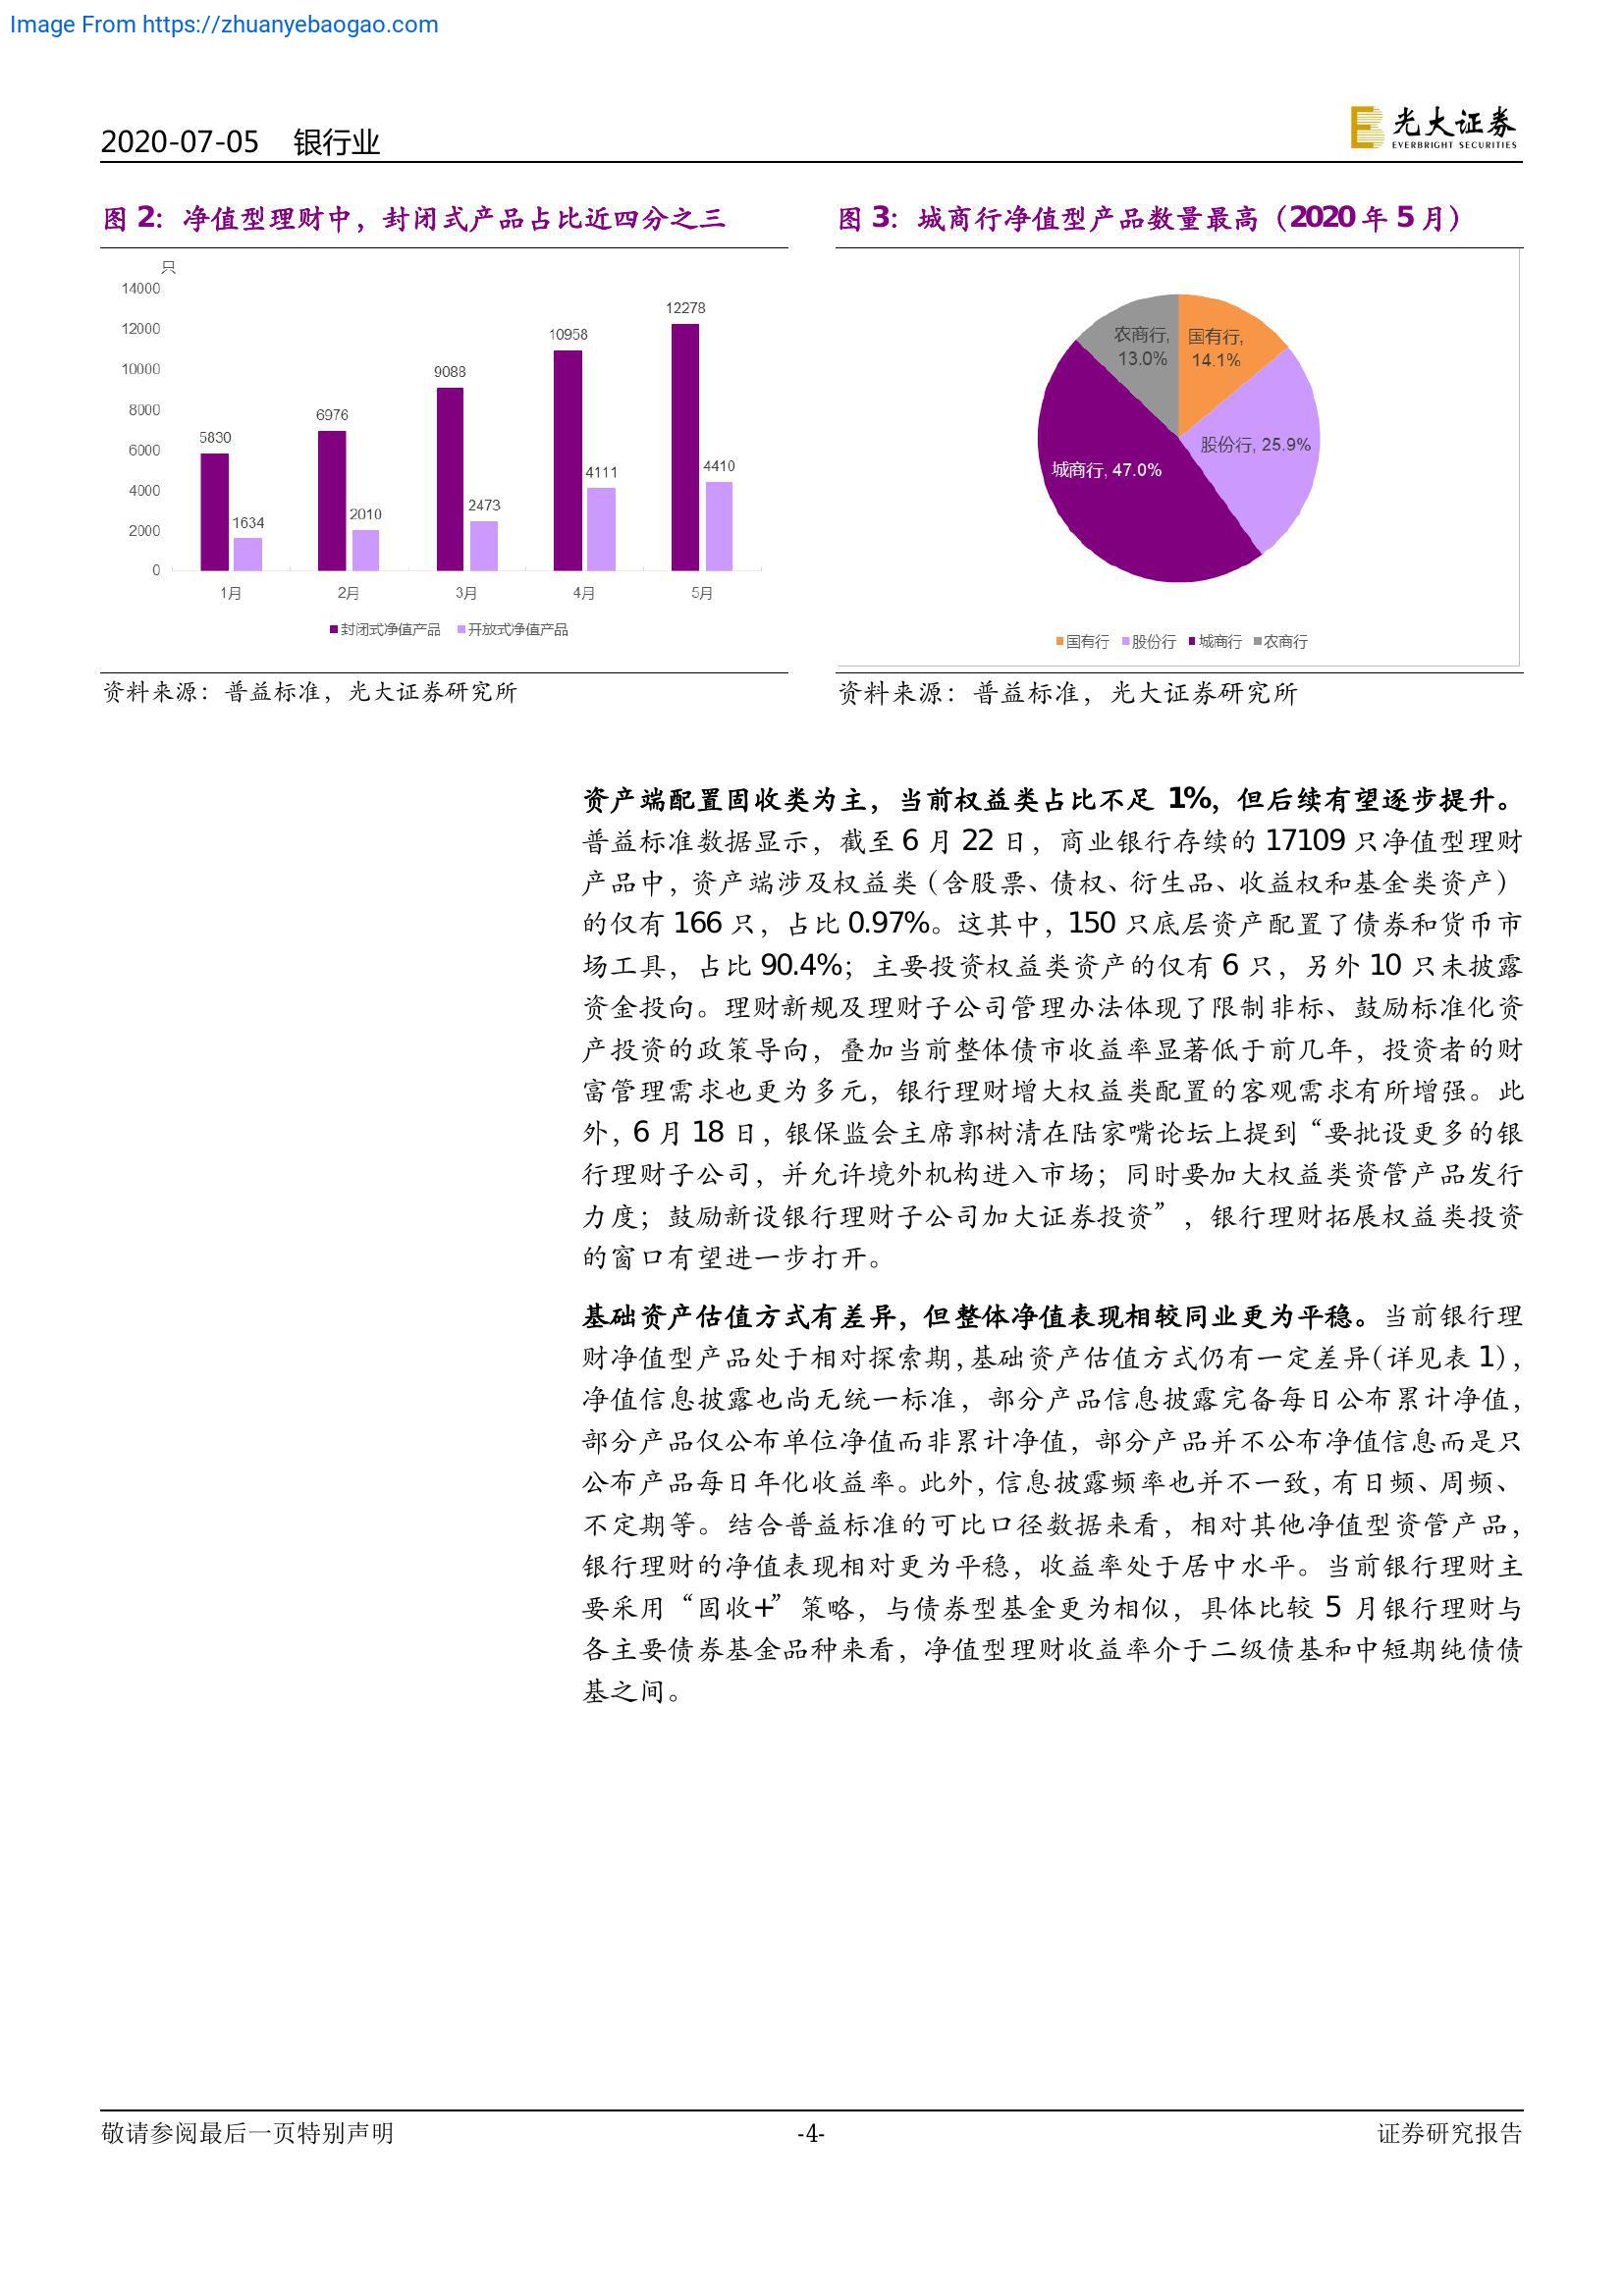 Image From https://zhuanyebaogao.com
2020-07-05 银行业
光大证券
EVERBRIGHT SECURITIES
图 2：净值型理财中，封闭式产品占比近四分之三
只
14000
12000
10000
8000
6000
4000
2000
0
5830
1634
6976
2010
9088
2473
10958
4111
12278
4410
1月 2月 3月 4月 5月
封闭式净值产品 开放式净值产品
资料来源：普益标准，光大证券研究所
图 3：城商行净值型产品数量最高（2020 年 5 月）
农商行,
13.0%
国有行,
14.1%
股份行, 25.9%
城商行, 47.0%
国有行 股份行 城商行 农商行
资料来源：普益标准，光大证券研究所
资产端配置固收类为主，当前权益类占比不足 1%，但后续有望逐步提升。
普益标准数据显示，截至 6 月 22 日，商业银行存续的 17109 只净值型理财
产品中，资产端涉及权益类（含股票、债权、衍生品、收益权和基金类资产）
的仅有 166 只，占比 0.97%。这其中，150 只底层资产配置了债券和货币市
场工具，占比 90.4%；主要投资权益类资产的仅有 6 只，另外 10 只未披露
资金投向。理财新规及理财子公司管理办法体现了限制非标、鼓励标准化资
产投资的政策导向，叠加当前整体债市收益率显著低于前几年，投资者的财
富管理需求也更为多元，银行理财增大权益类配置的客观需求有所增强。此
外，6 月 18 日，银保监会主席郭树清在陆家嘴论坛上提到“要批设更多的银
行理财子公司，并允许境外机构进入市场；同时要加大权益类资管产品发行
力度；鼓励新设银行理财子公司加大证券投资”，银行理财拓展权益类投资
的窗口有望进一步打开。
基础资产估值方式有差异，但整体净值表现相较同业更为平稳。当前银行理
财净值型产品处于相对探索期，基础资产估值方式仍有一定差异（详见表 1），
净值信息披露也尚无统一标准，部分产品信息披露完备每日公布累计净值，
部分产品仅公布单位净值而非累计净值，部分产品并不公布净值信息而是只
公布产品每日年化收益率。此外，信息披露频率也并不一致，有日频、周频、
不定期等。结合普益标准的可比口径数据来看，相对其他净值型资管产品，
银行理财的净值表现相对更为平稳，收益率处于居中水平。当前银行理财主
要采用“固收+”策略，与债券型基金更为相似，具体比较 5 月银行理财与
各主要债券基金品种来看，净值型理财收益率介于二级债基和中短期纯债债
基之间。
敬请参阅最后一页特别声明 -4- 证券研究报告